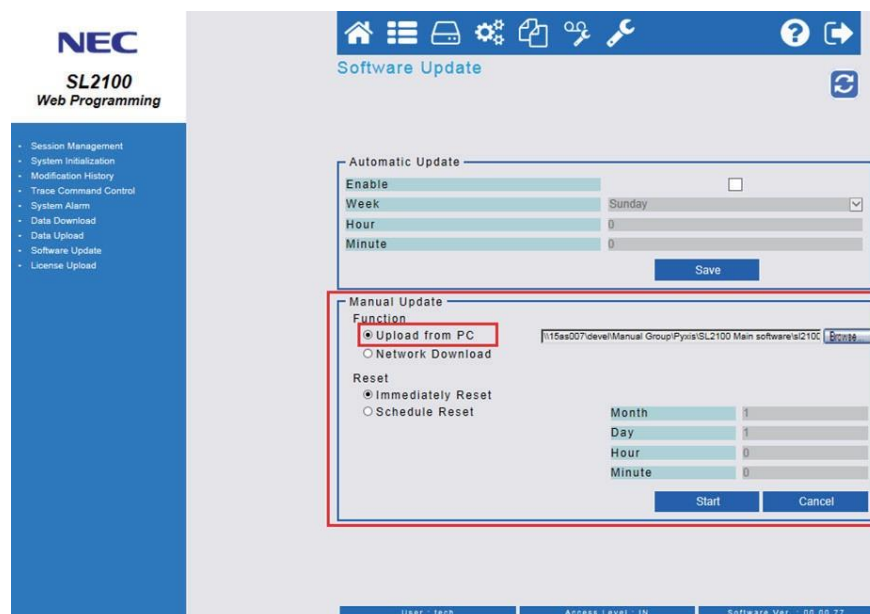 NEC
SL2100
Web Programming
Session Management
System Initialization
Modification History
Trace Command Control
System Alarm
Data Download
Data Upload
Software Update
License Upload
Software Update
Automatic Update
Enable
Week Sunday
Hour 0
Minute 0
Save
Manual Update
Function
Upload from PC \\15as007\devel\Manual Group\Pyxis\SL2100 Main software\sl2100 Browse...
Network Download
Reset
Immediately Reset
Schedule Reset
Month 1
Day 1
Hour 0
Minute 0
Start Cancel
User : tech Access Level : IN Software Ver. : 00.00.77